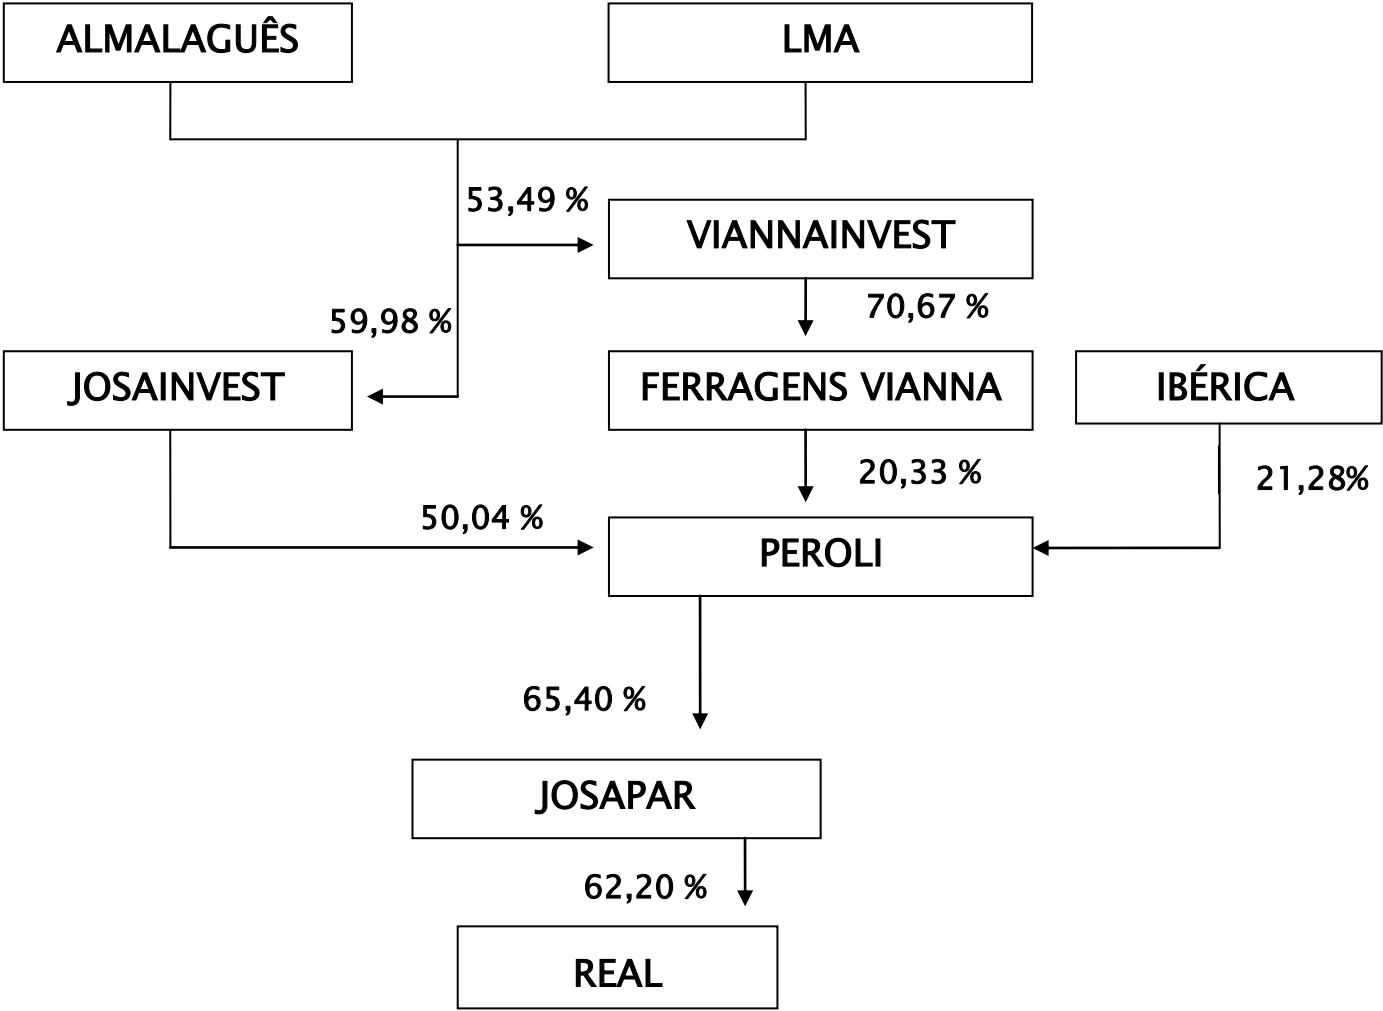 ALMALAGUÊS
LMA
53,49 %
VIANNAINVEST
70,67 %
59,98 %
JOSAINVEST
FERRAGENS VIANNA
IBÉRICA
20,33 %
21,28%
50,04 %
PEROLI
65,40 %
JOSAPAR
62,20 %
REAL